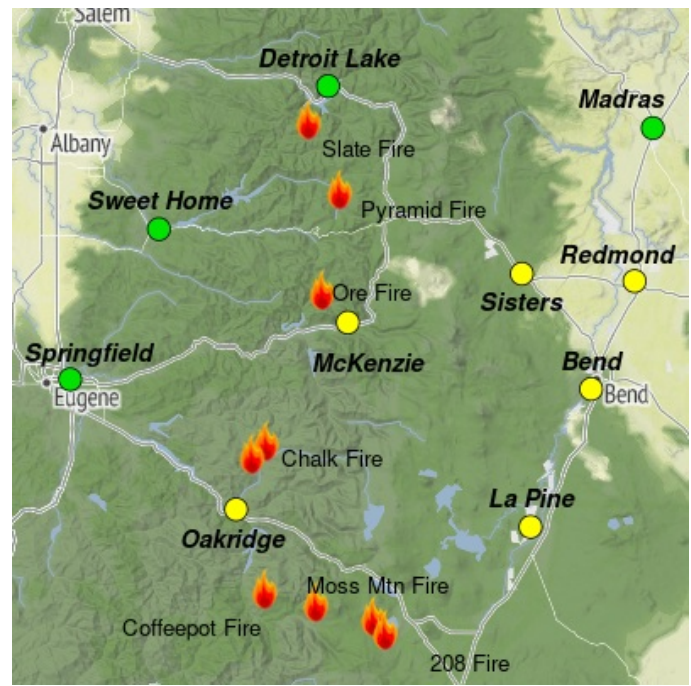 Salem
Detroit Lake
Madras
Albany
Slate Fire
Sweet Home
Pyramid Fire
Redmond
Ore Fire
Sisters
Springfield
McKenzie
Bend
Eugene
Bend
Chalk Fire
La Pine
Oakridge
Moss Mtn Fire
Coffeepot Fire
208 Fire